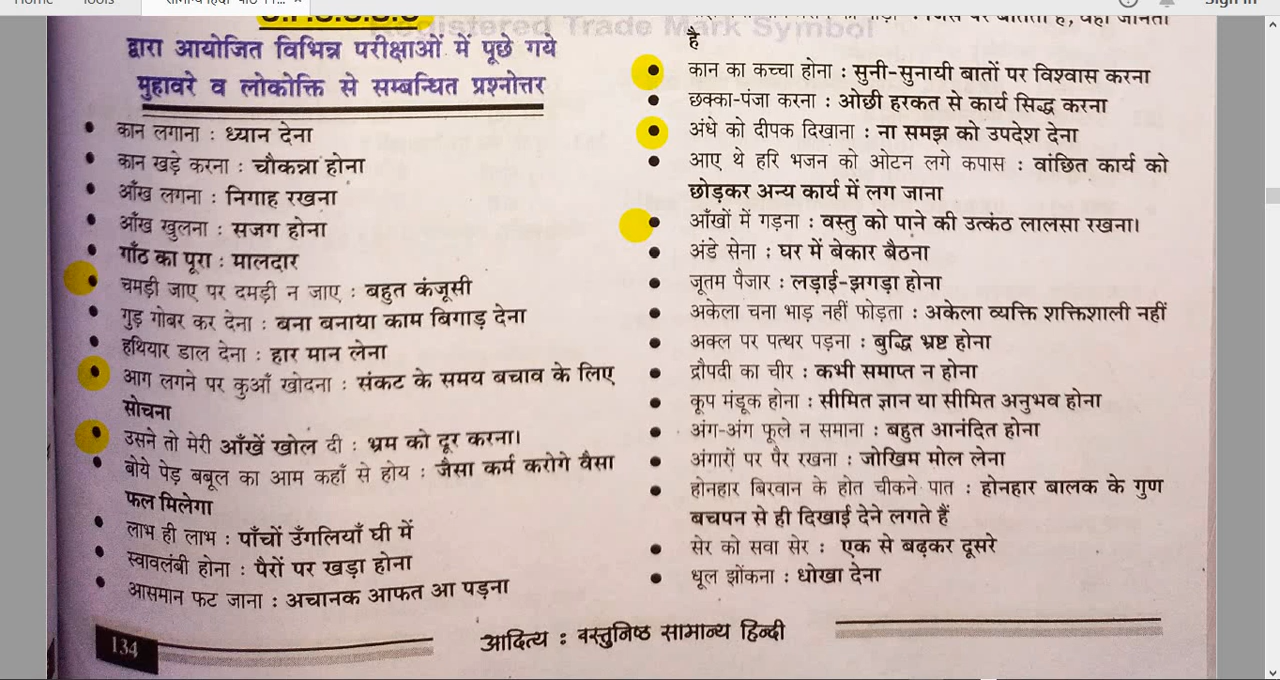 Home Tools
Registered Trade Mark Symbol
द्वारा आयोजित विभिन्न परीक्षाओं में पूछे गये
मुहावरे व लोकोक्ति से सम्बन्धित प्रश्नोत्तर
• कान लगाना : ध्यान देना
• कान खड़े करना : चौकन्ना होना
• आँख लगना : निगाह रखना
• आँख खुलना : सजग होना
• गाँठ का पूरा : मालदार
• चमड़ी जाए पर दमड़ी न जाए : बहुत कंजूसी
• गुड़ गोबर कर देना : बना बनाया काम बिगाड़ देना
• हथियार डाल देना : हार मान लेना
• आग लगने पर कुआँ खोदना : संकट के समय बचाव के लिए
सोचना
• उसने तो मेरी आँखें खोल दी : भ्रम को दूर करना।
• बोये पेड़ बबूल का आम कहाँ से होय : जैसा कर्म करोगे वैसा
फल मिलेगा
• लाभ ही लाभ : पाँचों उँगलियाँ घी में
• स्वावलंबी होना : पैरों पर खड़ा होना
• आसमान फट जाना : अचानक आफत आ पड़ना
है
• कान का कच्चा होना : सुनी-सुनायी बातों पर विश्वास करना
• छक्का-पंजा करना : ओछी हरकत से कार्य सिद्ध करना
• अंधे को दीपक दिखाना : ना समझ को उपदेश देना
• आए थे हरि भजन को ओटन लगे कपास : वांछित कार्य को
छोड़कर अन्य कार्य में लग जाना
• आँखों में गड़ना : वस्तु को पाने की उत्कंठ लालसा रखना।
• अंडे सेना : घर में बेकार बैठना
• जूतम पैजार : लड़ाई-झगड़ा होना
• अकेला चना भाड़ नहीं फोड़ता : अकेला व्यक्ति शक्तिशाली नहीं
• अक्ल पर पत्थर पड़ना : बुद्धि भ्रष्ट होना
• द्रौपदी का चीर : कभी समाप्त न होना
• कूप मंडूक होना : सीमित ज्ञान या सीमित अनुभव होना
• अंग-अंग फूले न समाना : बहुत आनंदित होना
• अंगारों पर पैर रखना : जोखिम मोल लेना
• होनहार बिरवान के होत चीकने पात : होनहार बालक के गुण
बचपन से ही दिखाई देने लगते हैं
• सेर को सवा सेर : एक से बढ़कर दूसरे
• धूल झोंकना : धोखा देना
134
आदित्य : वस्तुनिष्ठ सामान्य हिन्दी